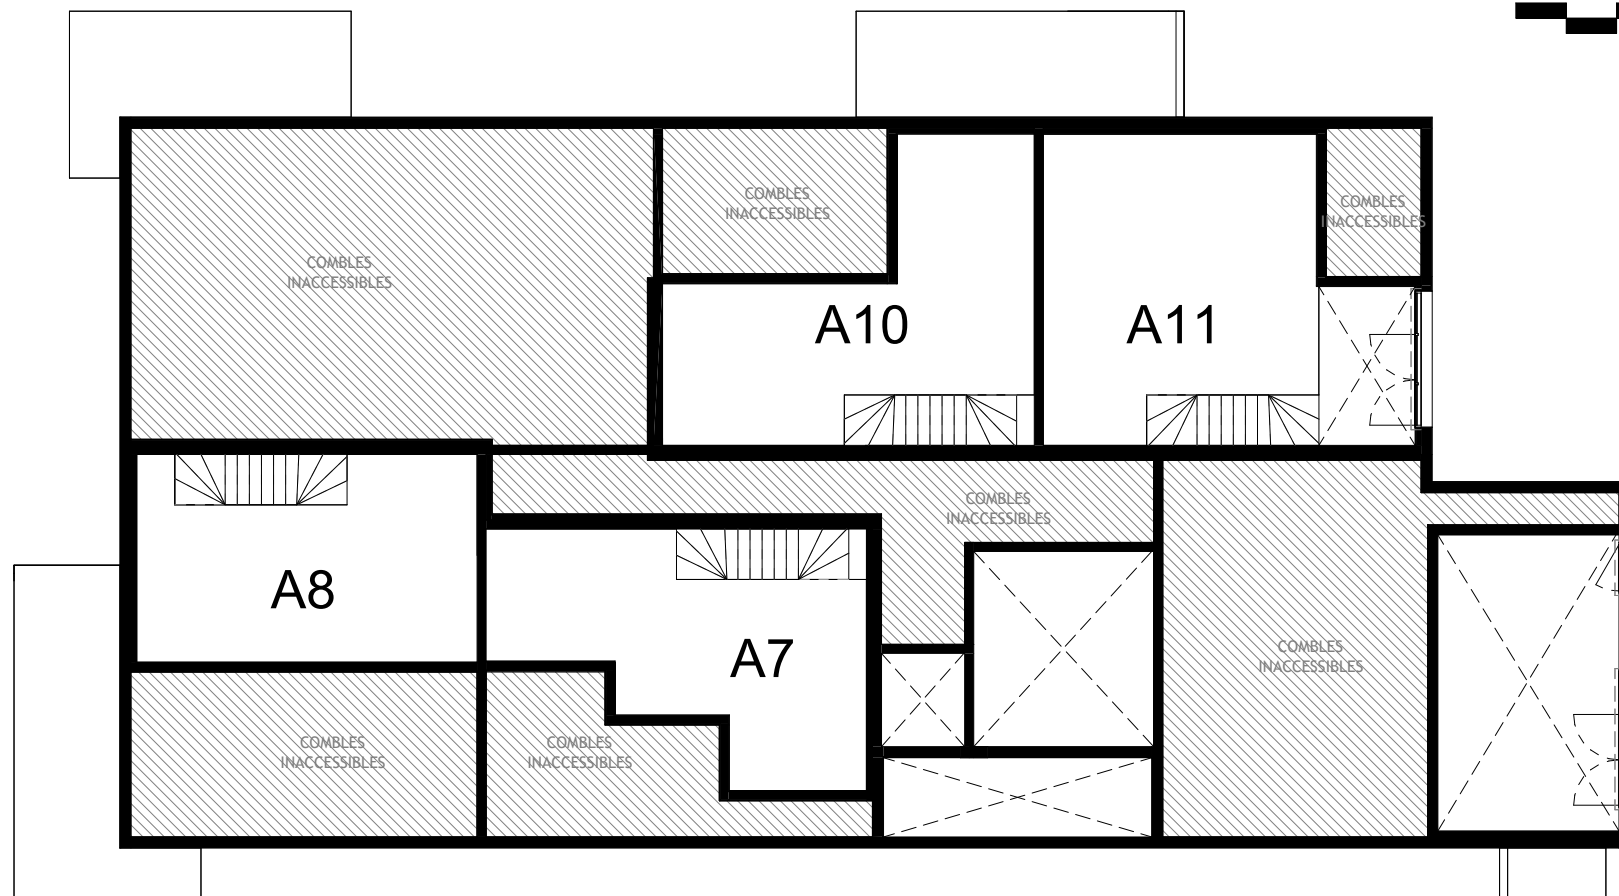 COMBLES
INACCESSIBLES
COMBLES
INACCESSIBLES
COMBLES
INACCESSIBLES
A10
A11
COMBLES
INACCESSIBLES
A8
A7
COMBLES
INACCESSIBLES
COMBLES
INACCESSIBLES
COMBLES
INACCESSIBLES